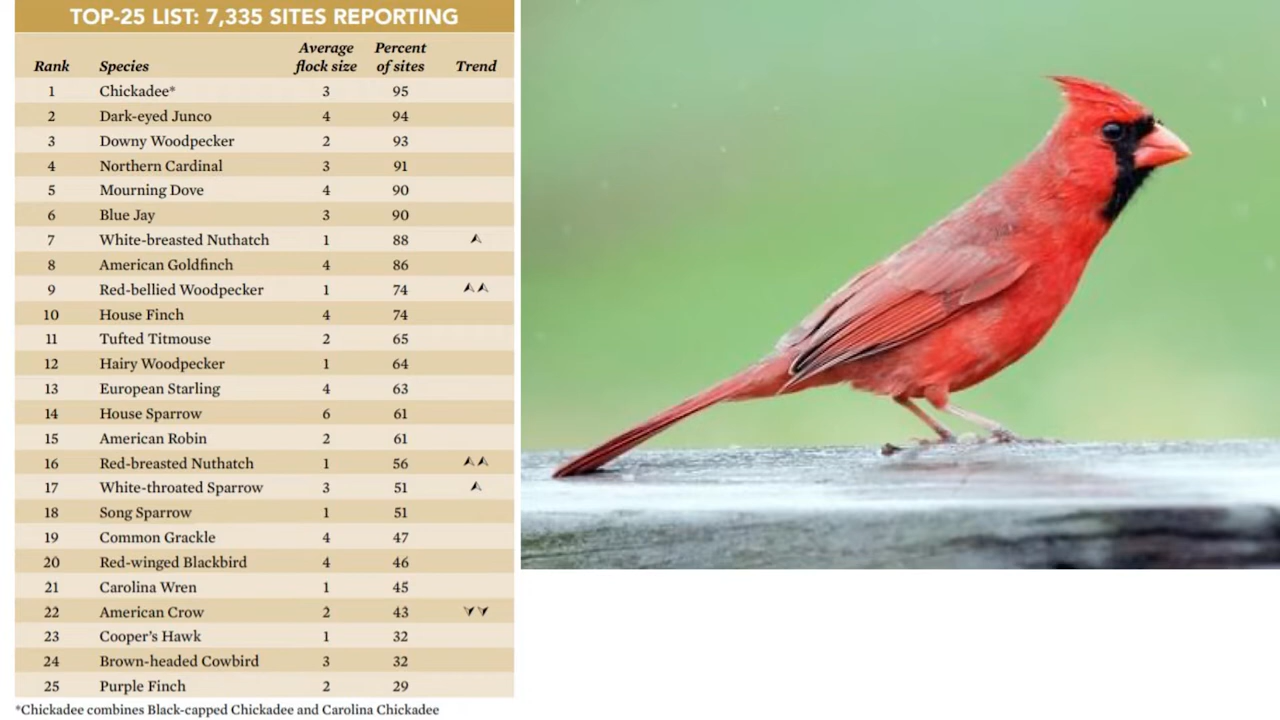 TOP-25 LIST: 7,335 SITES REPORTING
Rank Species Average flock size Percent of sites Trend
1 Chickadee* 3 95
2 Dark-eyed Junco 4 94
3 Downy Woodpecker 2 93
4 Northern Cardinal 3 91
5 Mourning Dove 4 90
6 Blue Jay 3 90
7 White-breasted Nuthatch 1 88
8 American Goldfinch 4 86
9 Red-bellied Woodpecker 1 74
10 House Finch 4 74
11 Tufted Titmouse 2 65
12 Hairy Woodpecker 1 64
13 European Starling 4 63
14 House Sparrow 6 61
15 American Robin 2 61
16 Red-breasted Nuthatch 1 56
17 White-throated Sparrow 3 51
18 Song Sparrow 1 51
19 Common Grackle 4 47
20 Red-winged Blackbird 4 46
21 Carolina Wren 1 45
22 American Crow 2 43
23 Cooper's Hawk 1 32
24 Brown-headed Cowbird 3 32
25 Purple Finch 2 29
*Chickadee combines Black-capped Chickadee and Carolina Chickadee